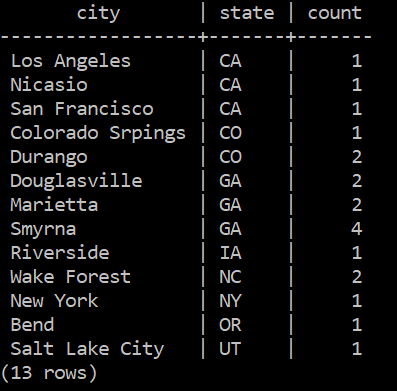 city | state | count
------------------+-------+-------
Los Angeles | CA | 1
Nicasio | CA | 1
San Francisco | CA | 1
Colorado Srpings | CO | 1
Durango | CO | 2
Douglasville | GA | 2
Marietta | GA | 2
Smyrna | GA | 4
Riverside | IA | 1
Wake Forest | NC | 2
New York | NY | 1
Bend | OR | 1
Salt Lake City | UT | 1
(13 rows)